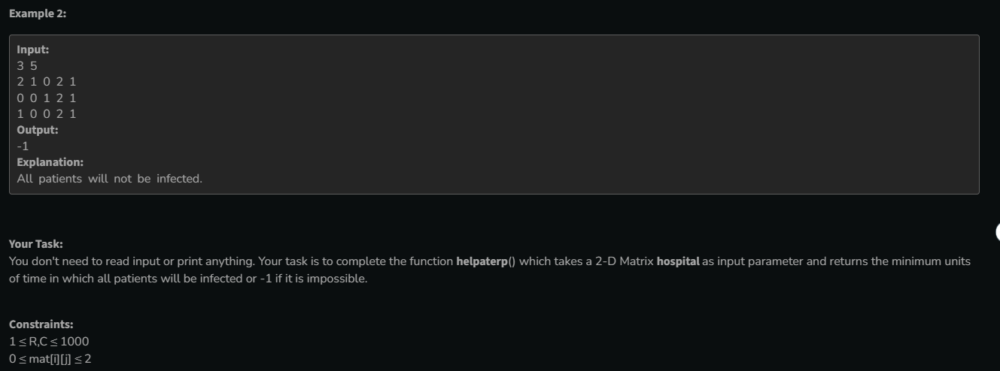 Example 2:
Input:
3 5
2 1 0 2 1
0 0 1 2 1
1 0 0 2 1
Output:
-1
Explanation:
All patients will not be infected.
Your Task:
You don't need to read input or print anything. Your task is to complete the function helpaterp() which takes a 2-D Matrix hospital as input parameter and returns the minimum units
of time in which all patients will be infected or -1 if it is impossible.
Constraints:
1 ≤ R,C ≤ 1000
0 ≤ mat[i][j] ≤ 2